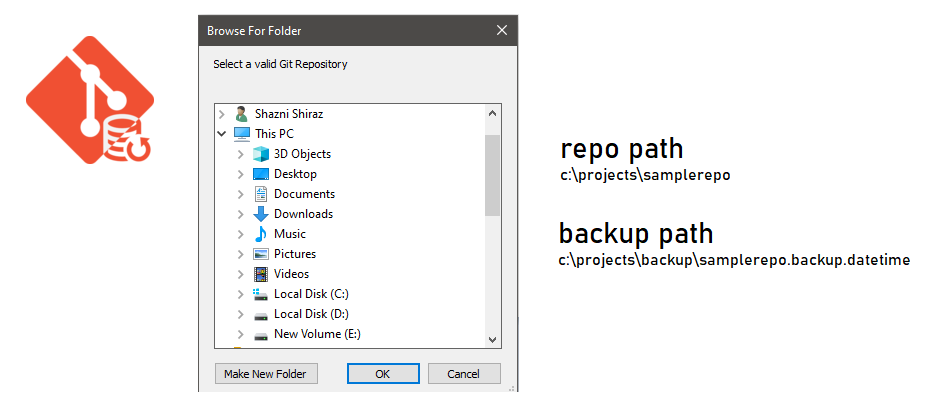 Browse For Folder
Select a valid Git Repository
Shazni Shiraz
This PC
3D Objects
Desktop
Documents
Downloads
Music
Pictures
Videos
Local Disk (C:)
Local Disk (D:)
New Volume (E:)
Make New Folder
OK
Cancel
repo path
c:\projects\samplerepo
backup path
c:\projects\backup\samplerepo.backup.datetime